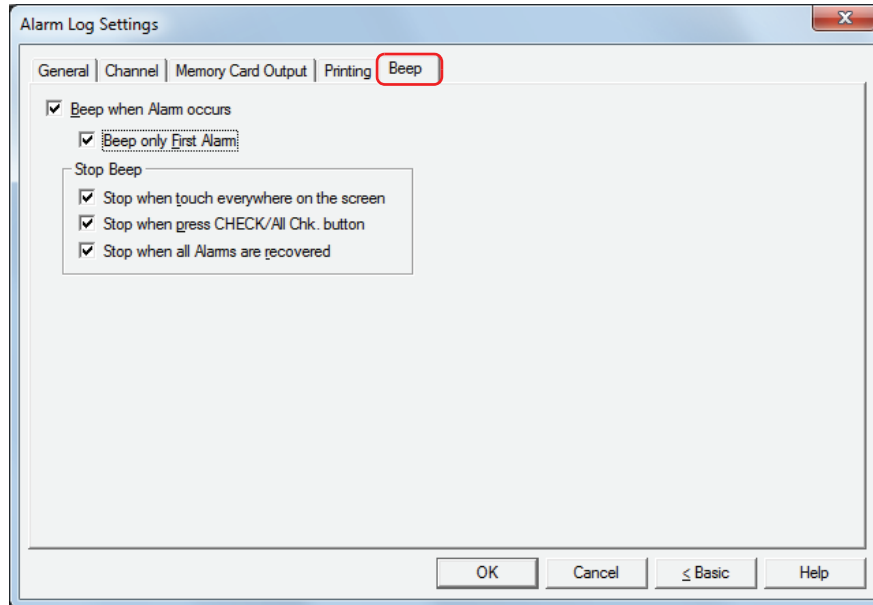 Alarm Log Settings
General Channel Memory Card Output Printing Beep
Beep when Alarm occurs
Beep only First Alarm
Stop Beep
Stop when touch everywhere on the screen
Stop when press CHECK/All Chk. button
Stop when all Alarms are recovered
OK Cancel < Basic Help